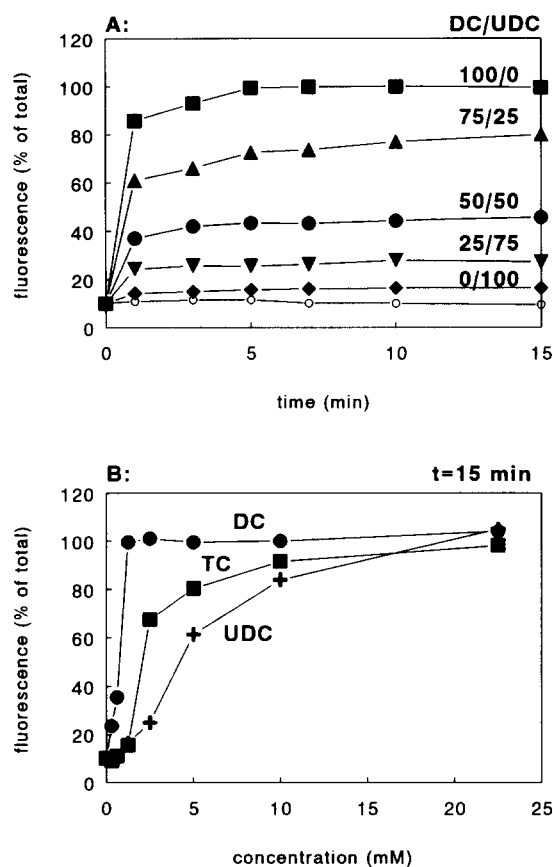 A: DC/UDC
120
100
80
60
40
20
0
fluorescence (% of total)
100/0
75/25
50/50
25/75
0/100
0 5 10 15
time (min)
B: t=15 min
120
100
80
60
40
20
0
fluorescence (% of total)
DC
TC
UDC
0 5 10 15 20 25
concentration (mM)